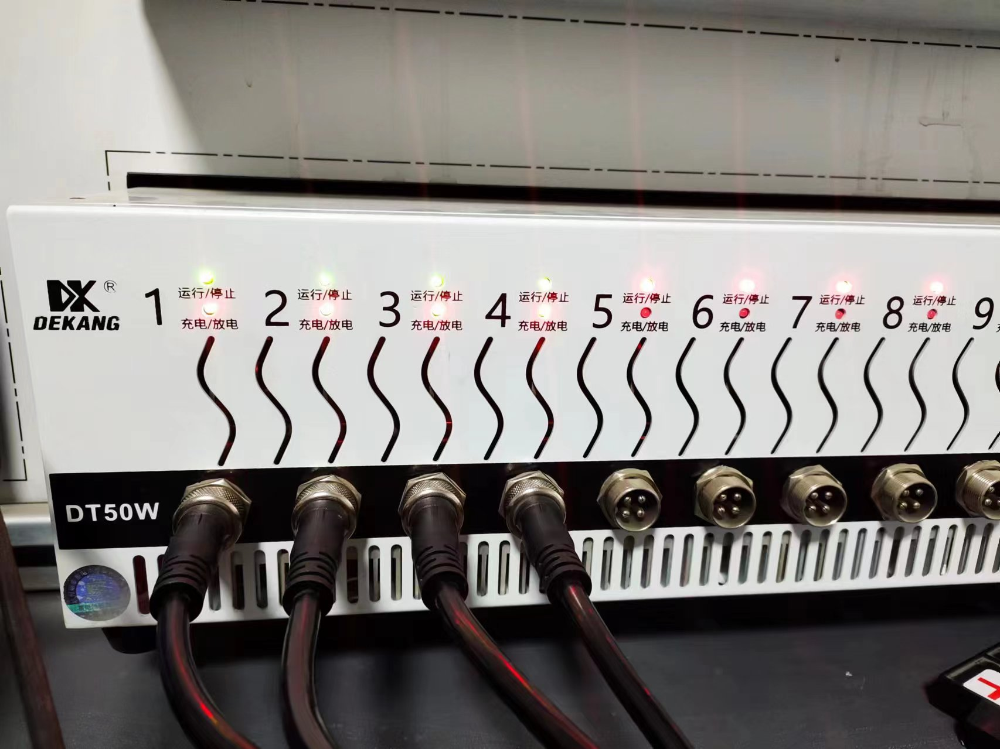 DK®
DEKANG
1 运行/停止
充电/放电
2 运行/停止
充电/放电
3 运行/停止
充电/放电
4 运行/停止
充电/放电
5 运行/停止
充电/放电
6 运行/停止
充电/放电
7 运行/停止
充电/放电
8 运行/停止
充电/放电
9
DT50W